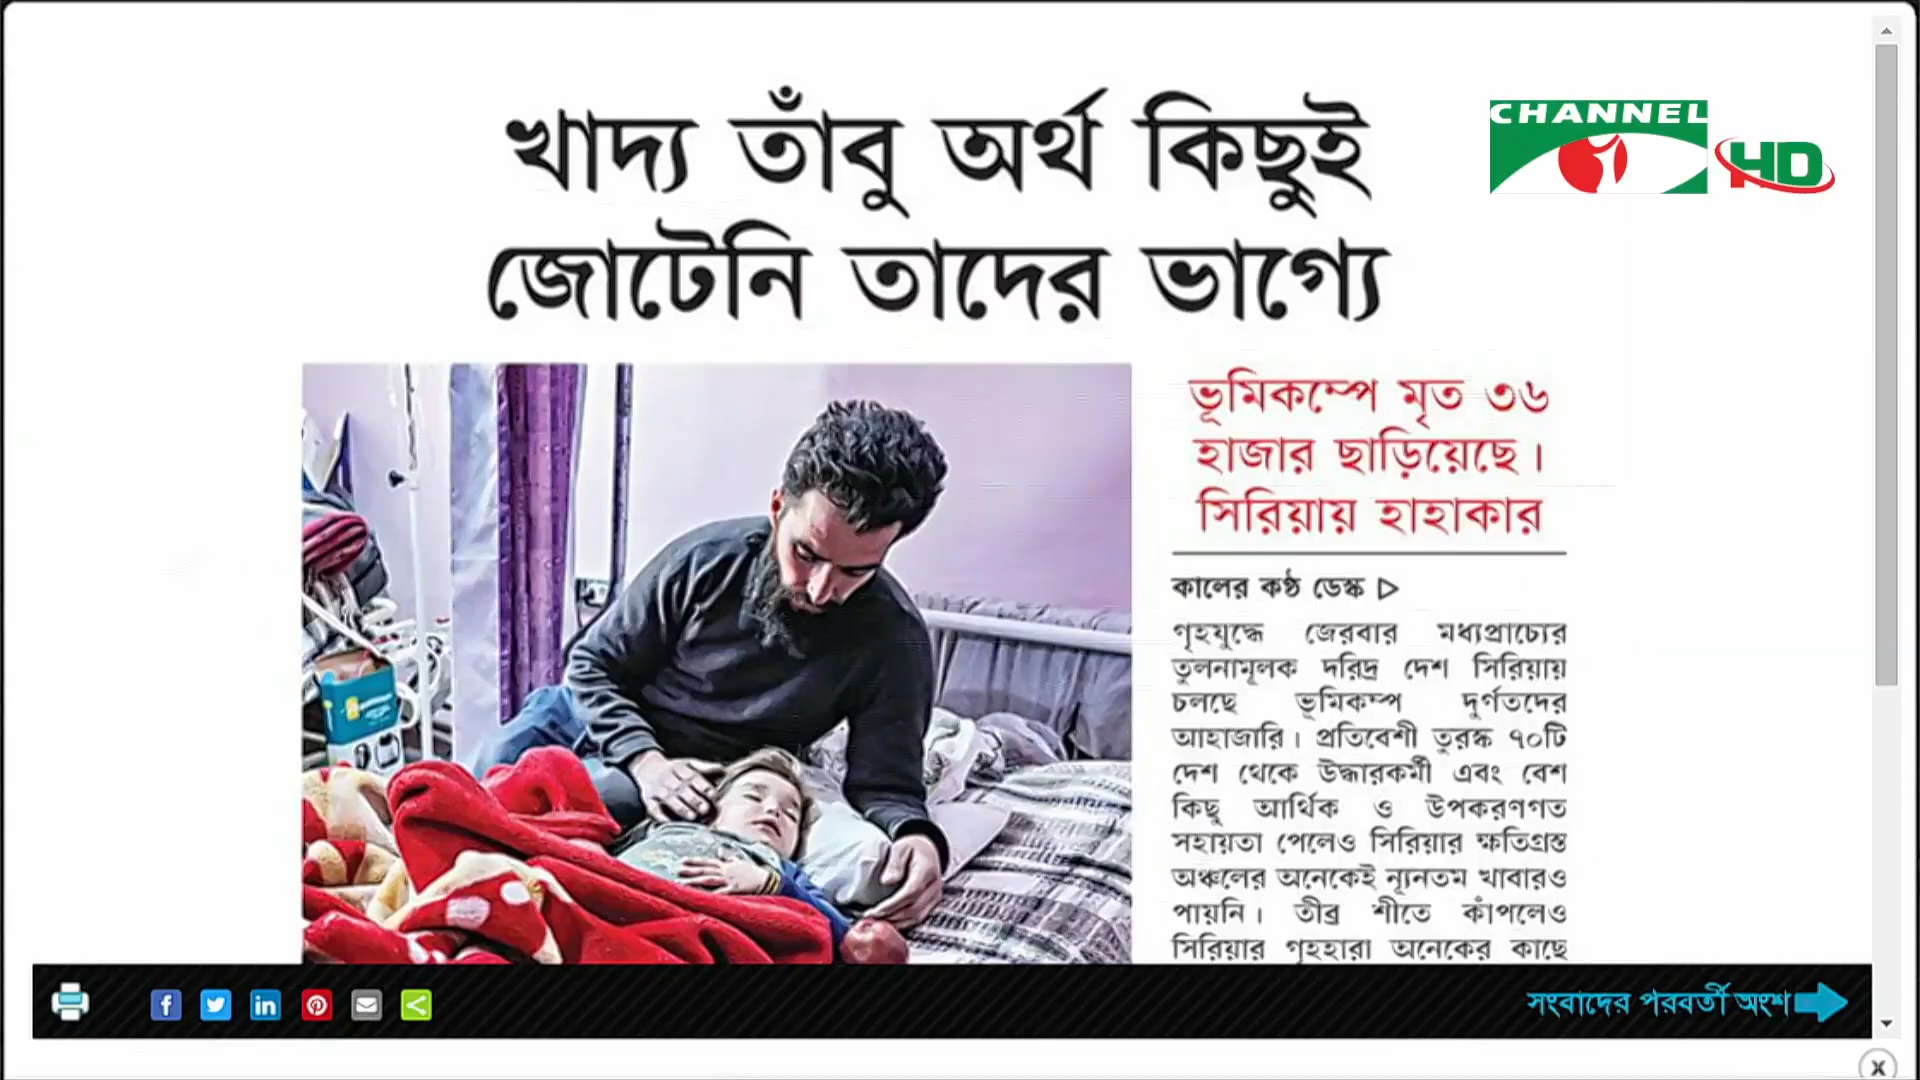 CHANNEL
HD
খাদ্য তাঁবু অর্থ কিছুই
জোটেনি তাদের ভাগ্যে
ভূমিকম্পে মৃত ৩৬
হাজার ছাড়িয়েছে।
সিরিয়ায় হাহাকার
কালের কণ্ঠ ডেস্ক ▷
গৃহযুদ্ধে জেরবার মধ্যপ্রাচ্যের
তুলনামূলক দরিদ্র দেশ সিরিয়ায়
চলছে ভূমিকম্প দুর্গতদের
আহাজারি। প্রতিবেশী তুরস্ক ৭০টি
দেশ থেকে উদ্ধারকর্মী এবং বেশ
কিছু আর্থিক ও উপকরণগত
সহায়তা পেলেও সিরিয়ার ক্ষতিগ্রস্ত
অঞ্চলের অনেকেই ন্যূনতম খাবারও
পায়নি। তীব্র শীতে কাঁপলেও
সিরিয়ার গৃহহারা অনেকের কাছে
সংবাদের পরবর্তী অংশ